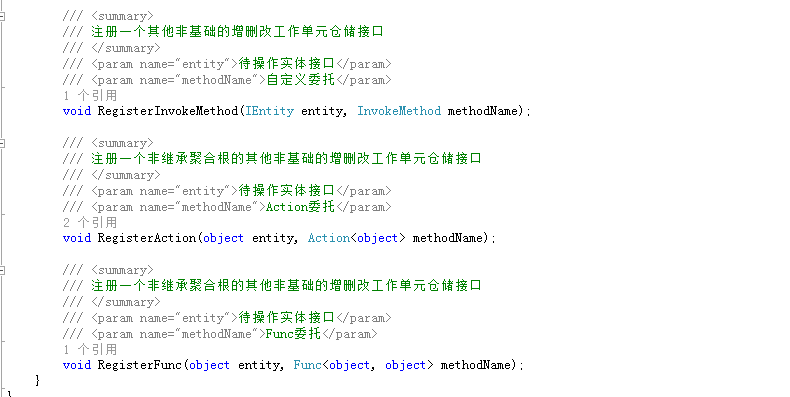 /// <summary>
/// 注册一个其他非基础的增删改工作单元仓储接口
/// </summary>
/// <param name="entity">待操作实体接口</param>
/// <param name="methodName">自定义委托</param>
1 个引用
void RegisterInvokeMethod(IEntity entity, InvokeMethod methodName);
/// <summary>
/// 注册一个非继承聚合根的其他非基础的增删改工作单元仓储接口
/// </summary>
/// <param name="entity">待操作实体接口</param>
/// <param name="methodName">Action委托</param>
2 个引用
void RegisterAction(object entity, Action<object> methodName);
/// <summary>
/// 注册一个非继承聚合根的其他非基础的增删改工作单元仓储接口
/// </summary>
/// <param name="entity">待操作实体接口</param>
/// <param name="methodName">Func委托</param>
1 个引用
void RegisterFunc(object entity, Func<object, object> methodName);
}
}